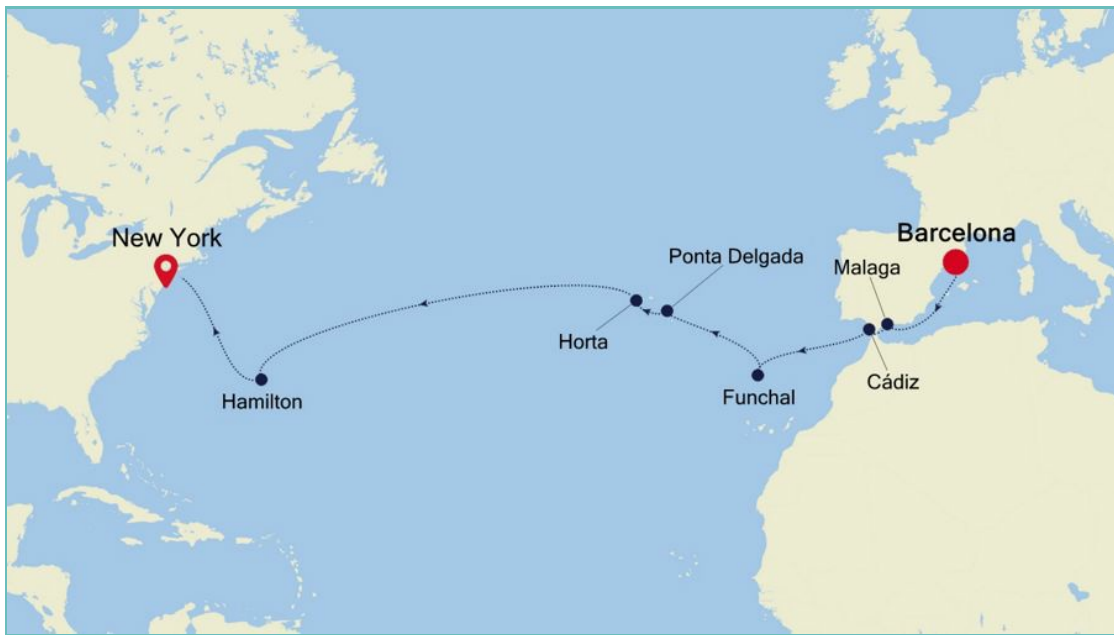 New York
Barcelona
Ponta Delgada
Malaga
Horta
Cádiz
Funchal
Hamilton